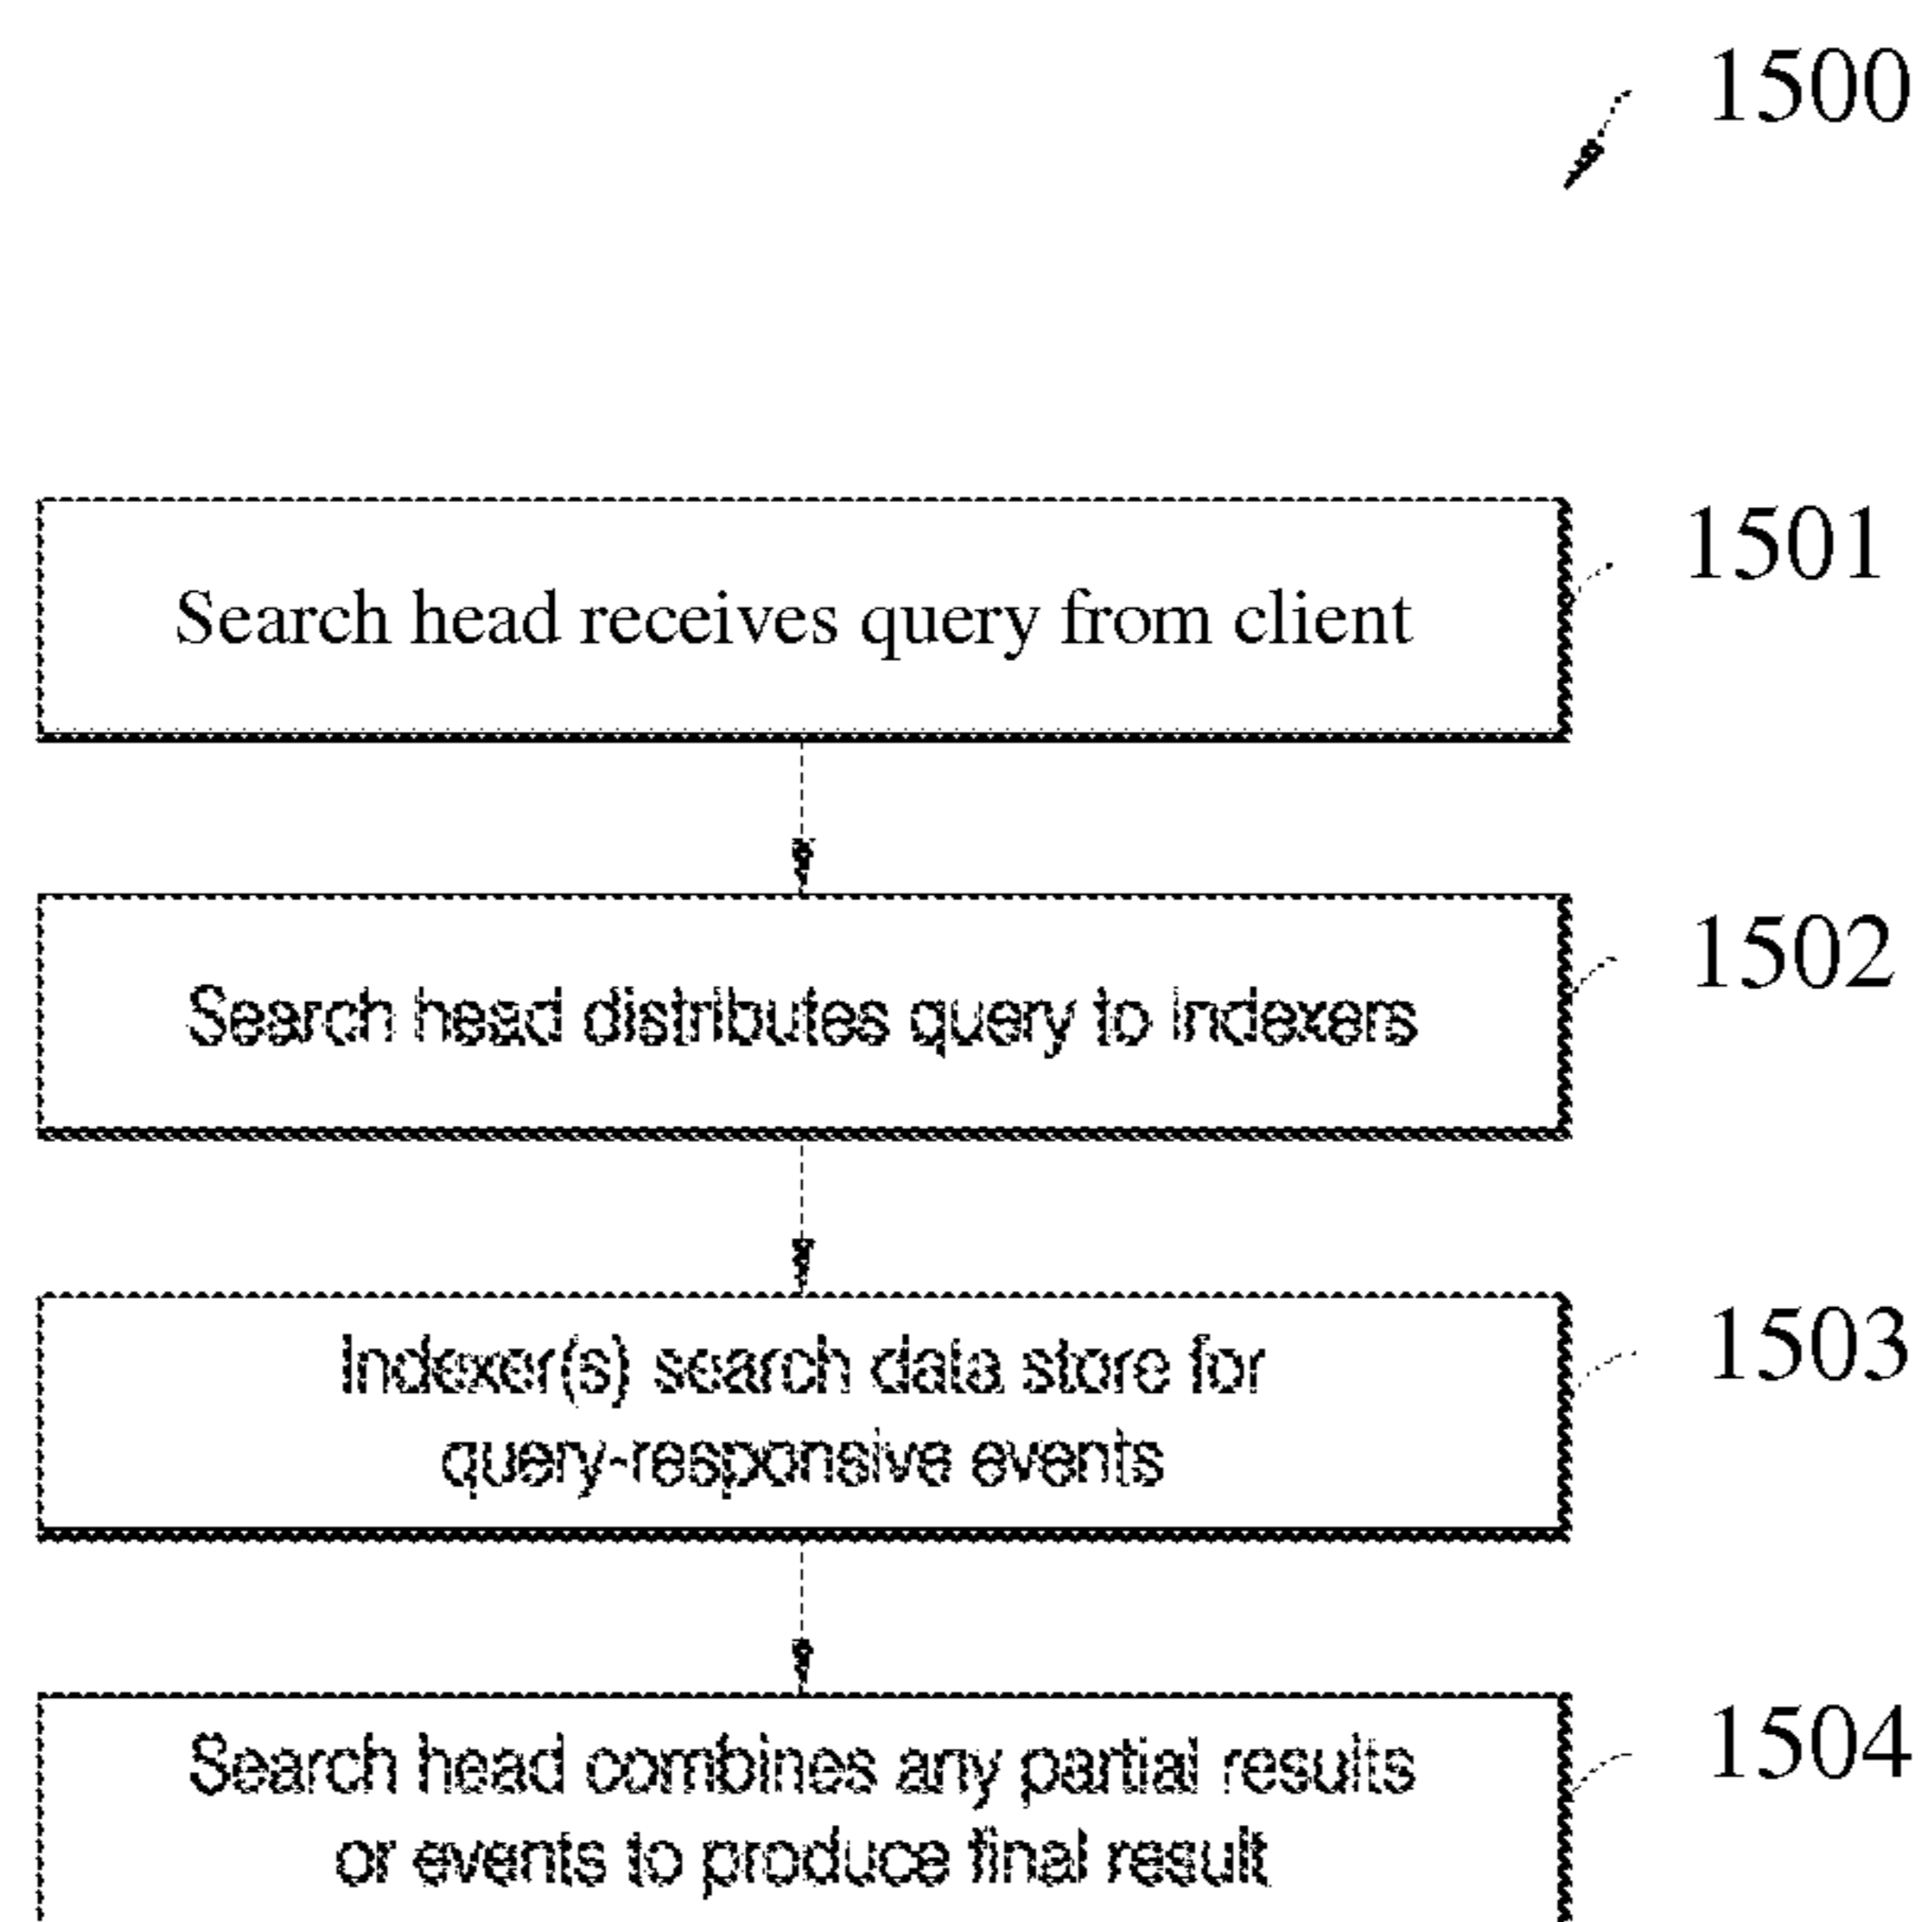 1500
Search head receives query from client
1501
Search head distributes query to indexers
1502
Indexer(s) search data store for
query-responsive events
1503
Search head combines any partial results
or events to produce final result
1504